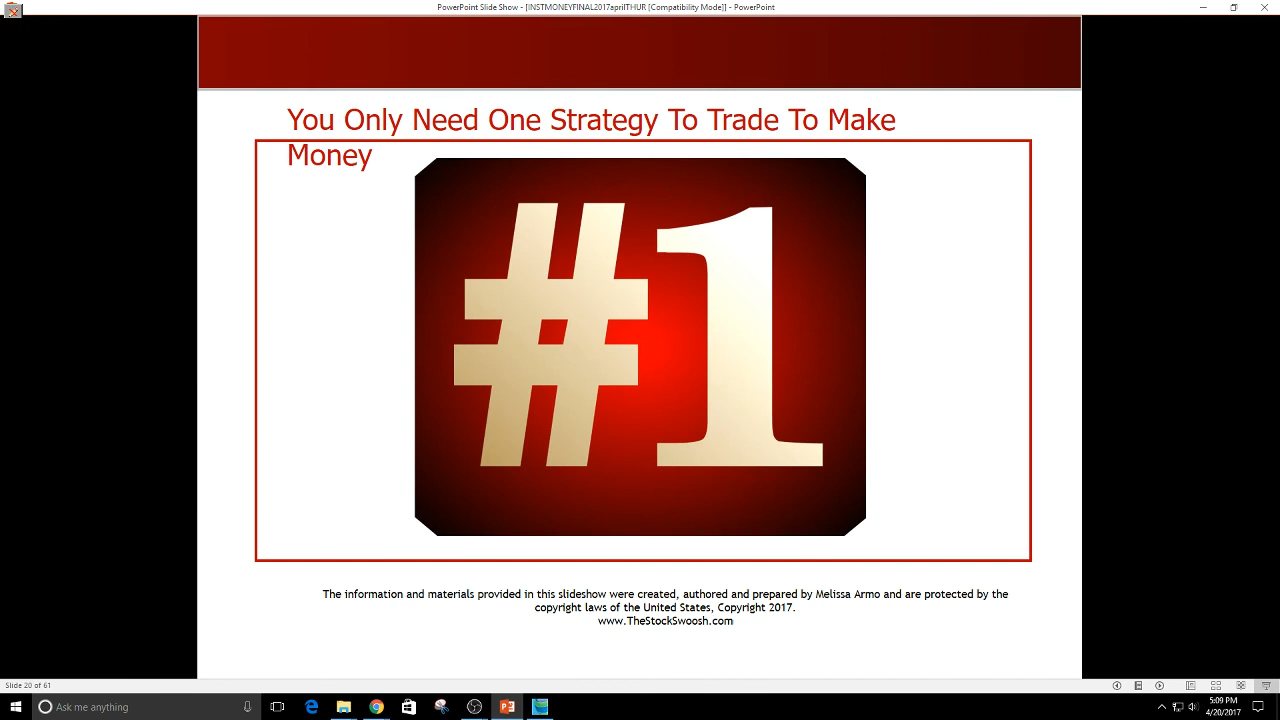 PowerPoint Slide Show - [INSTMONEYFINAL2017aprilTHUR [Compatibility Mode]] - PowerPoint
You Only Need One Strategy To Trade To Make
Money
#1
The information and materials provided in this slideshow were created, authored and prepared by Melissa Armo and are protected by the
copyright laws of the United States, Copyright 2017.
www.TheStockSwoosh.com
Slide 20 of 61
Ask me anything
5:09 PM
4/20/2017